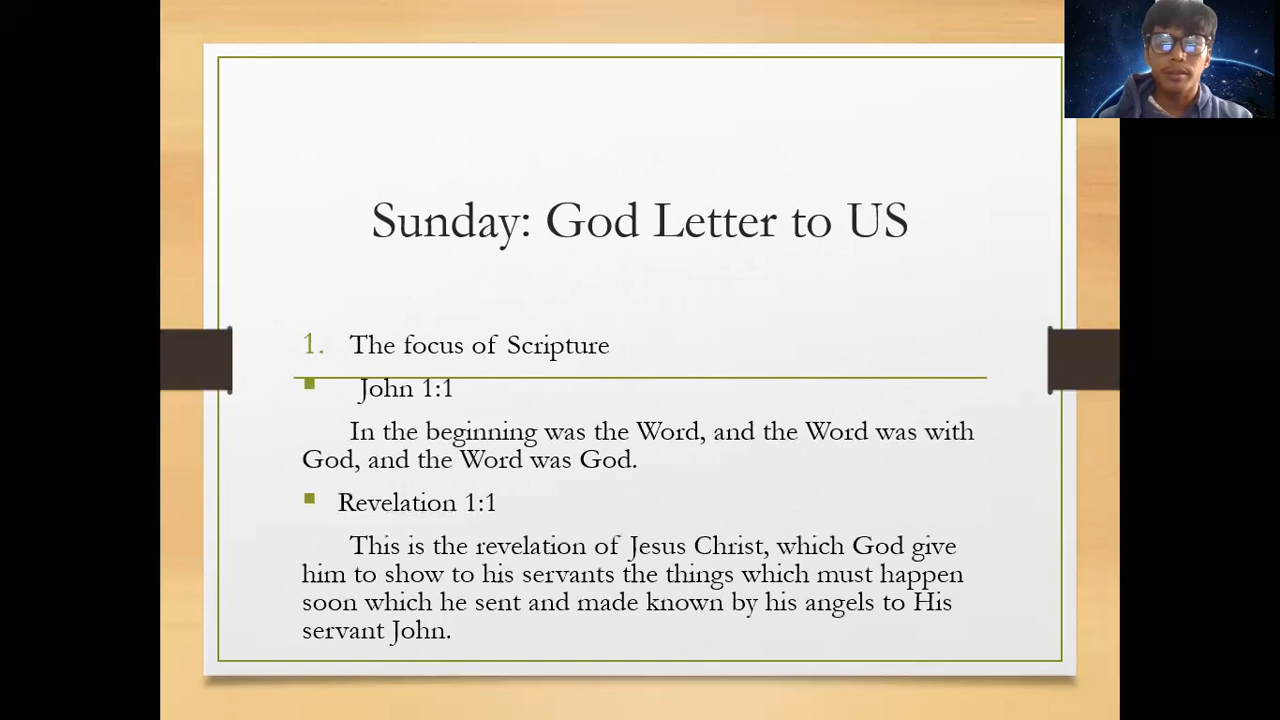 Sunday: God Letter to US
1. The focus of Scripture
John 1:1
In the beginning was the Word, and the Word was with
God, and the Word was God.
Revelation 1:1
This is the revelation of Jesus Christ, which God give
him to show to his servants the things which must happen
soon which he sent and made known by his angels to His
servant John.